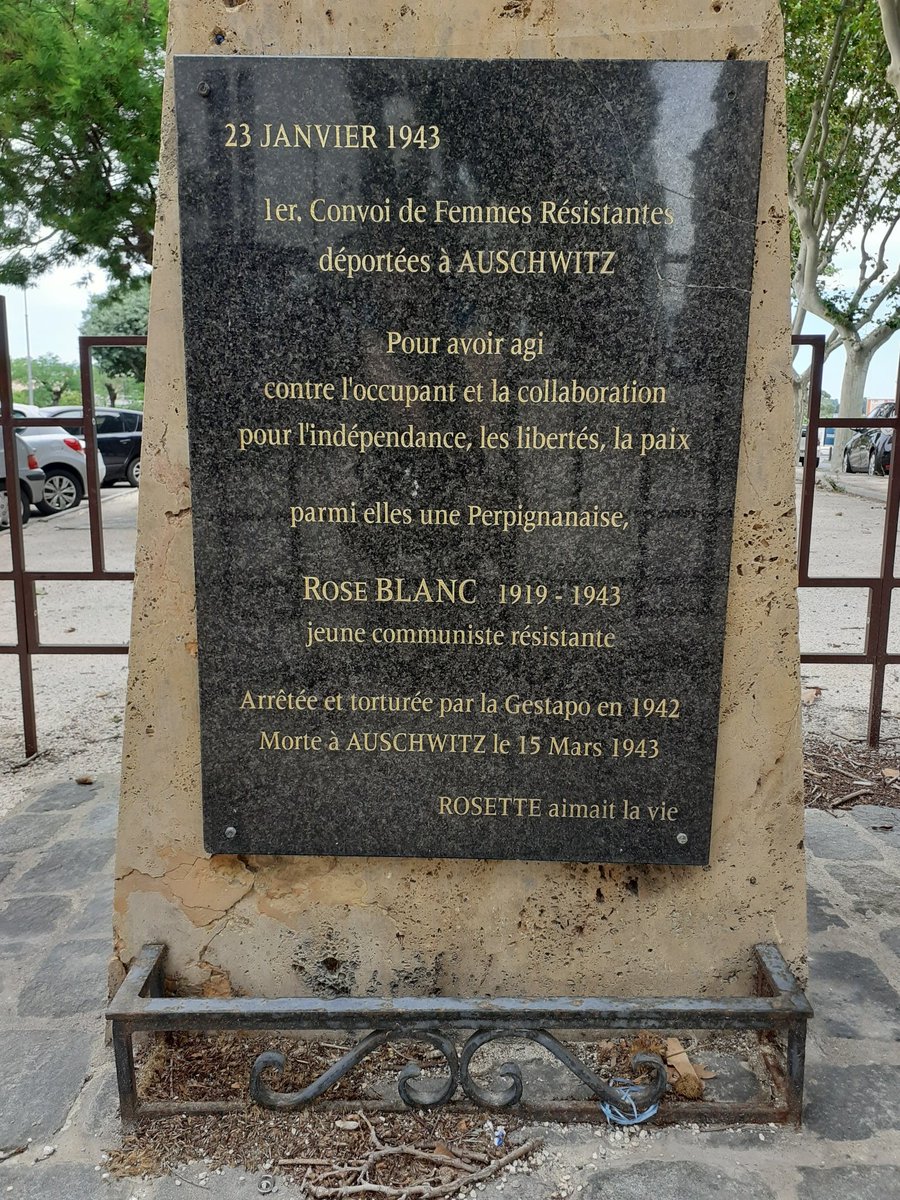 23 JANVIER 1943
1er. Convoi de Femmes Résistantes
déportées à AUSCHWITZ
Pour avoir agi
contre l'occupant et la collaboration
pour l'indépendance, les libertés, la paix
parmi elles une Perpignanaise,
ROSE BLANC 1919 - 1943
jeune communiste résistante
Arrêtée et torturée par la Gestapo en 1942
Morte à AUSCHWITZ le 15 Mars 1943
ROSETTE aimait la vie